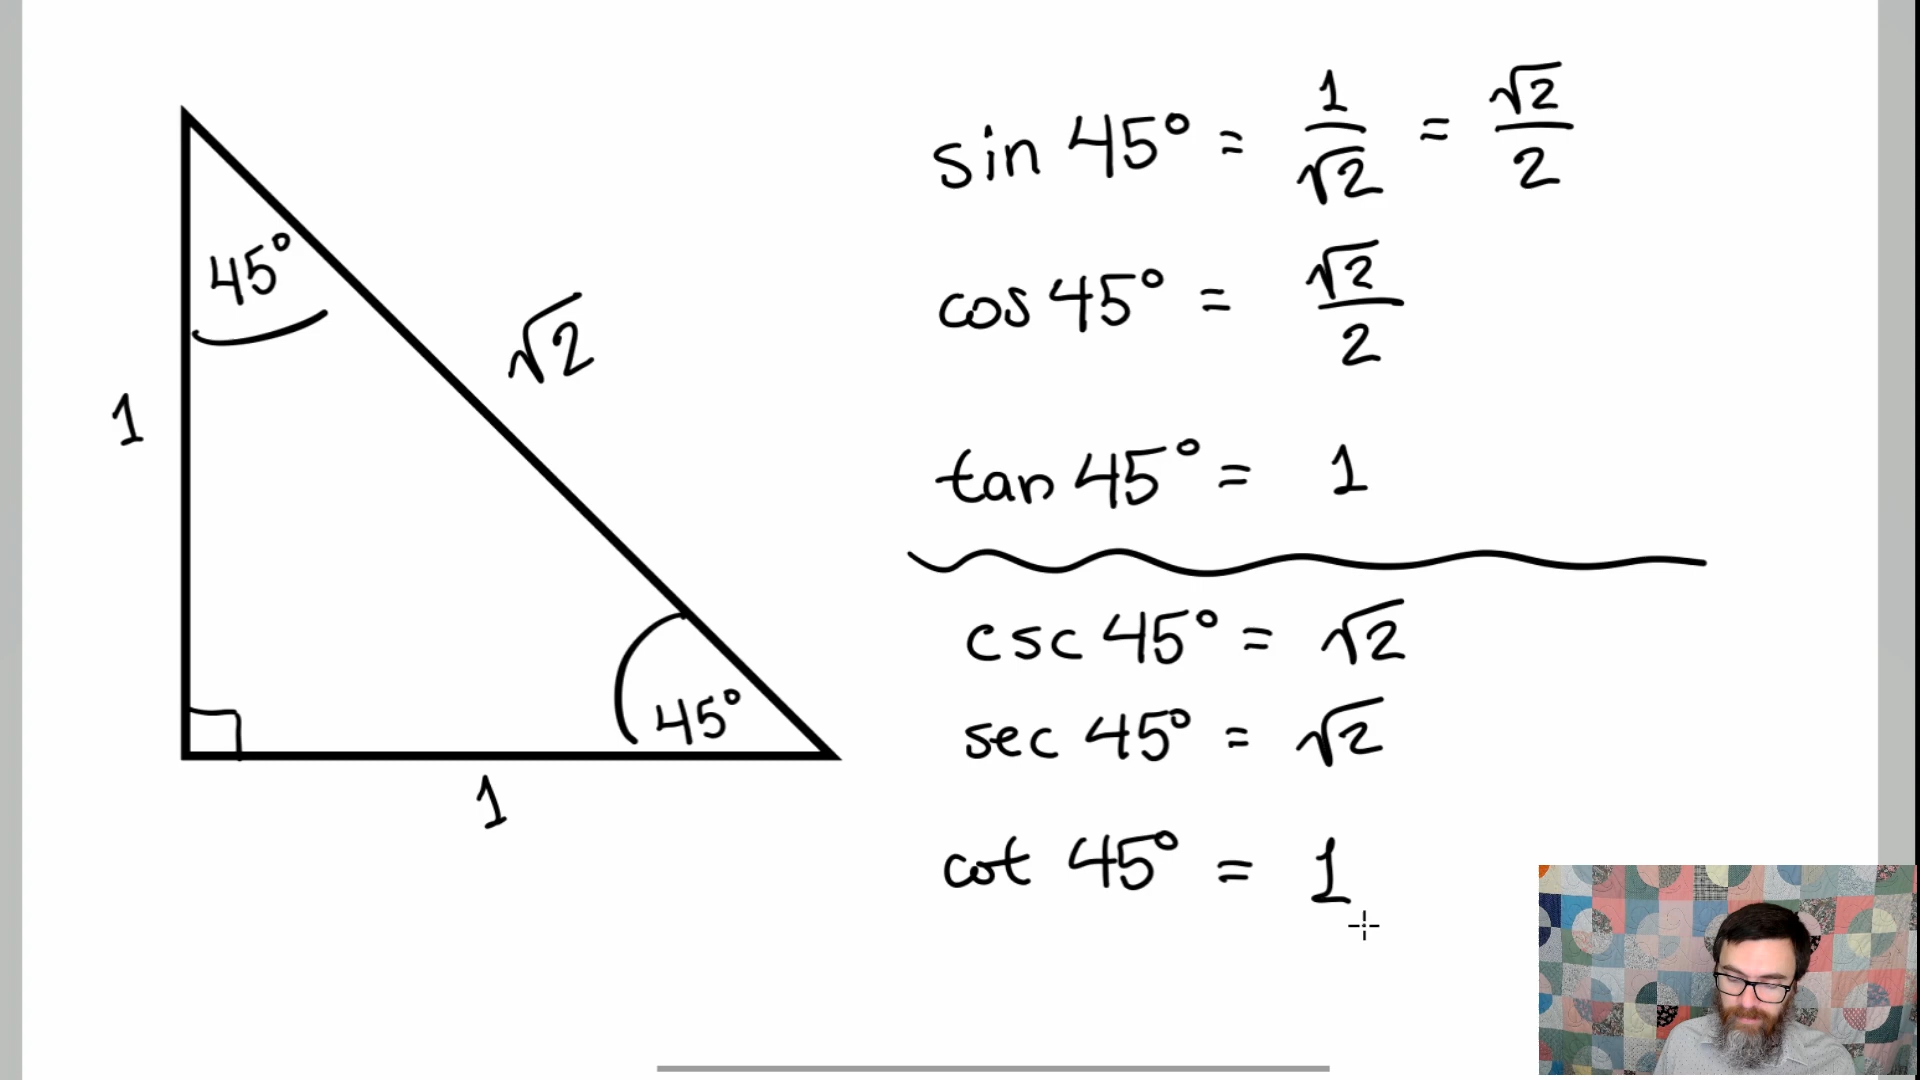 45°
√2
1
45°
1
sin 45° = 1/√2 = √2/2
cos 45° = √2/2
tan 45° = 1
csc 45° = √2
sec 45° = √2
cot 45° = 1